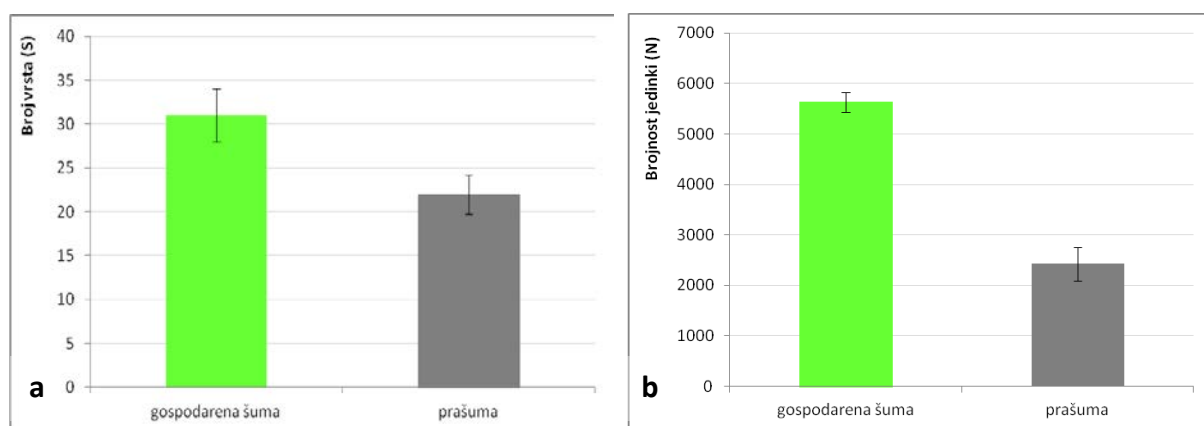 Broj vrsta (S)
40
35
30
25
20
15
10
5
0
gospodarena šuma
prašuma
a
Brojnost jedinki (N)
7000
6000
5000
4000
3000
2000
1000
0
gospodarena šuma
prašuma
b